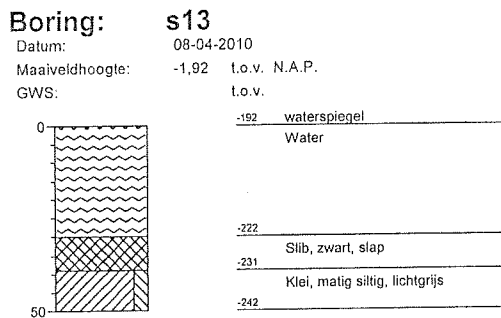 Boring: s13
Datum: 08-04-2010
Maaiveldhoogte: -1,92 t.o.v. N.A.P.
GWS: t.o.v.
0
-192 waterspiegel
Water
-222
Slib, zwart, slap
-231
Klei, matig siltig, lichtgrijs
-242
50